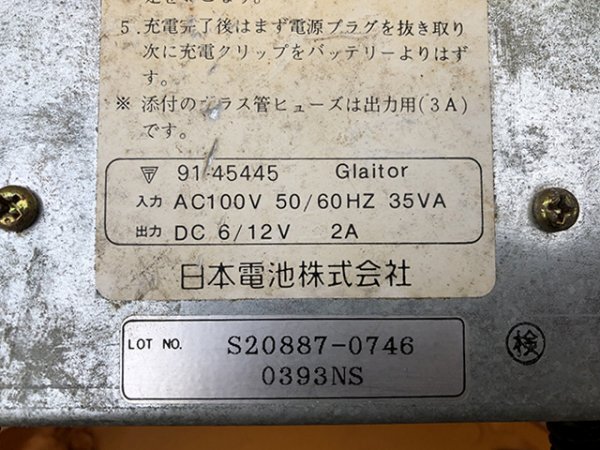 5.充電完了後はまず電源プラグを抜き取り
次に充電クリップをバッテリーよりはず
す。
※ 添付のガラス管ヒューズは出力用(3A)
です。
91-45445 Glaitor
入力 AC100V 50/60HZ 35VA
出力 DC 6/12V 2A
日本電池株式会社
LOT NO. S20887-0746
0393NS
検